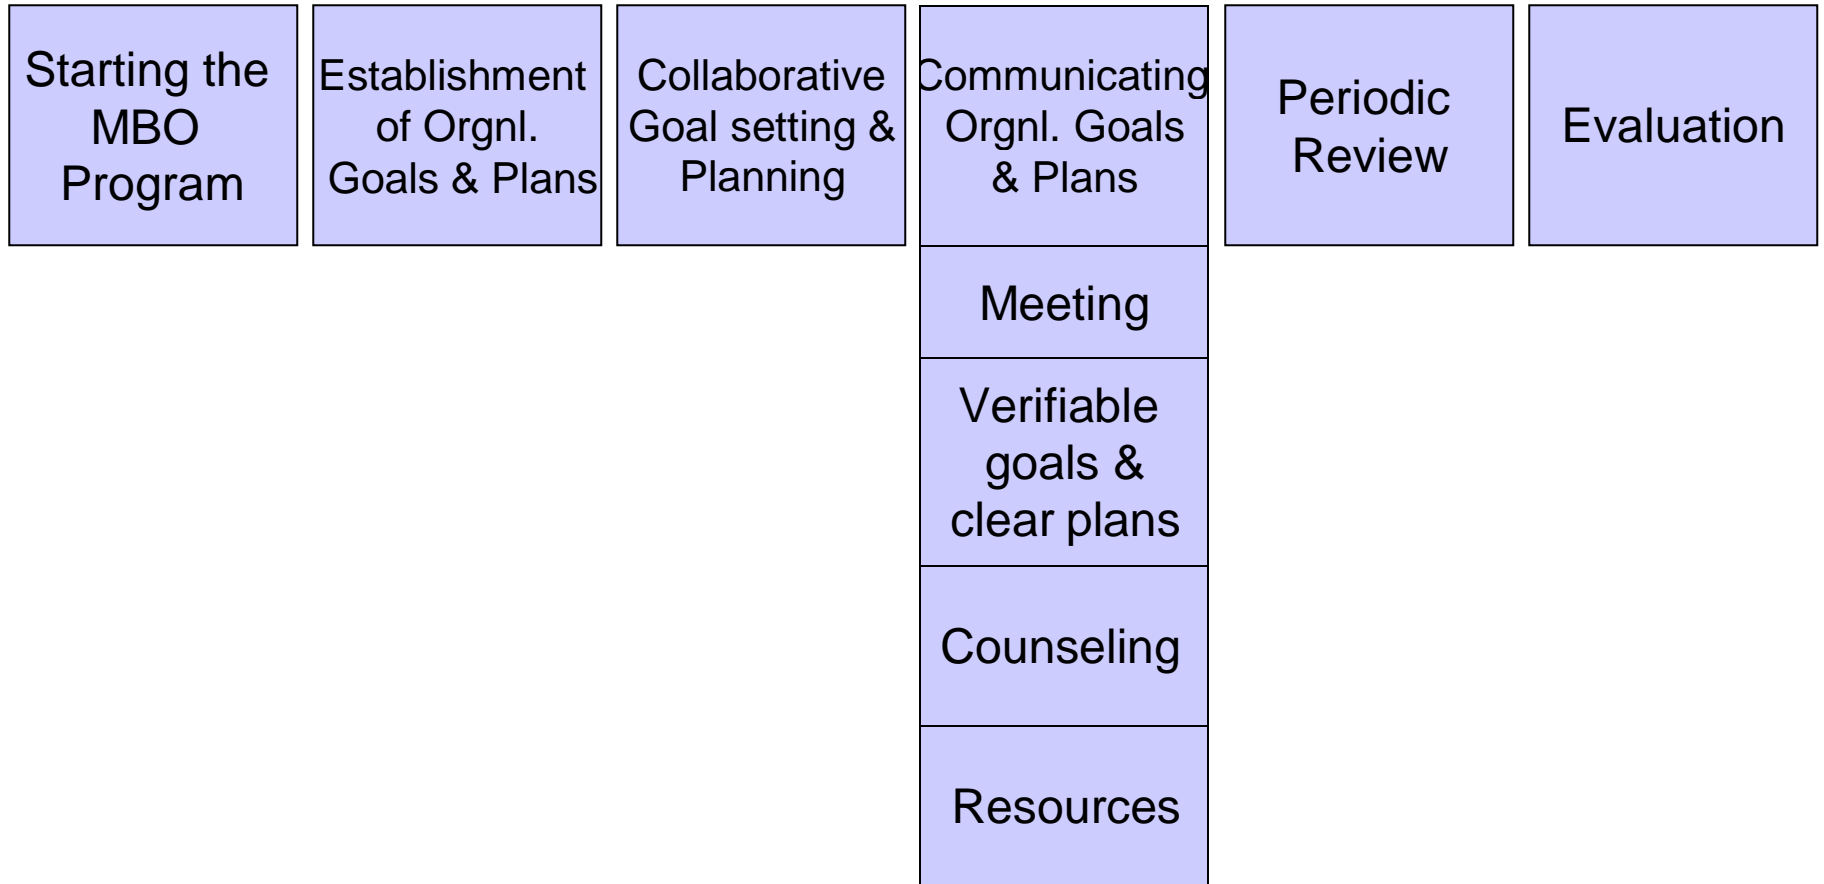 Starting the
MBO
Program
Establishment
of Orgnl.
Goals & Plans
Collaborative
Goal setting &
Planning
Communicating
Orgnl. Goals
& Plans
Periodic
Review
Evaluation
Meeting
Verifiable
goals &
clear plans
Counseling
Resources